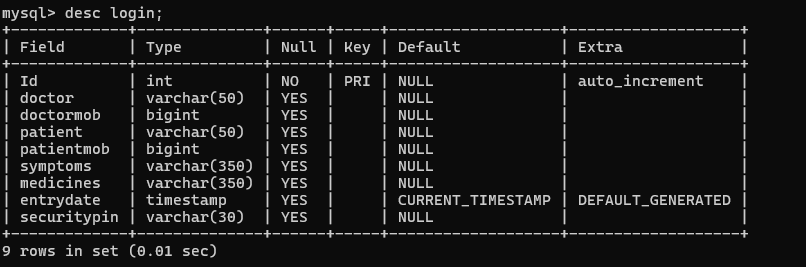 mysql> desc login;
+-------------+--------------+------+-----+-------------------+-------------------+
| Field       | Type         | Null | Key | Default           | Extra             |
+-------------+--------------+------+-----+-------------------+-------------------+
| Id          | int          | NO   | PRI | NULL              | auto_increment    |
| doctor      | varchar(50)  | YES  |     | NULL              |                   |
| doctormob   | bigint       | YES  |     | NULL              |                   |
| patient     | varchar(50)  | YES  |     | NULL              |                   |
| patientmob  | bigint       | YES  |     | NULL              |                   |
| symptoms    | varchar(350) | YES  |     | NULL              |                   |
| medicines   | varchar(350) | YES  |     | NULL              |                   |
| entrydate   | timestamp    | YES  |     | CURRENT_TIMESTAMP | DEFAULT_GENERATED |
| securitypin | varchar(30)  | YES  |     | NULL              |                   |
+-------------+--------------+------+-----+-------------------+-------------------+
9 rows in set (0.01 sec)